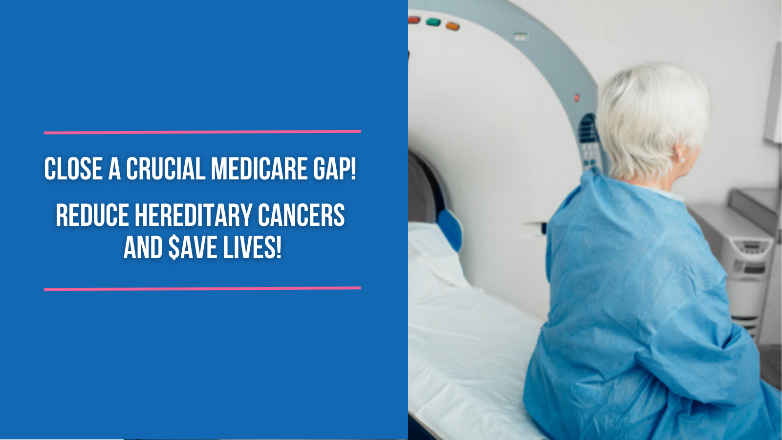 CLOSE A CRUCIAL MEDICARE GAP!
REDUCE HEREDITARY CANCERS
AND $AVE LIVES!